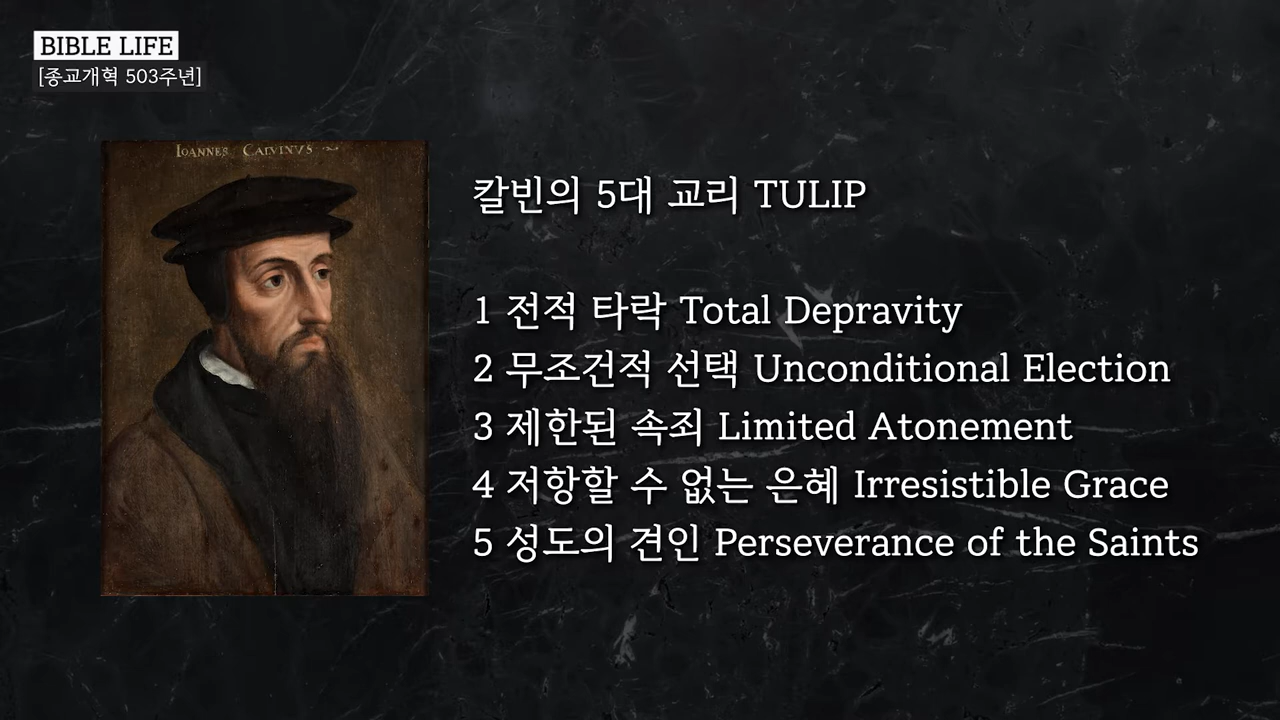 BIBLE LIFE
[종교개혁 503주년]
IOANNES CALVINVS
칼빈의 5대 교리 TULIP
1 전적 타락 Total Depravity
2 무조건적 선택 Unconditional Election
3 제한된 속죄 Limited Atonement
4 저항할 수 없는 은혜 Irresistible Grace
5 성도의 견인 Perseverance of the Saints